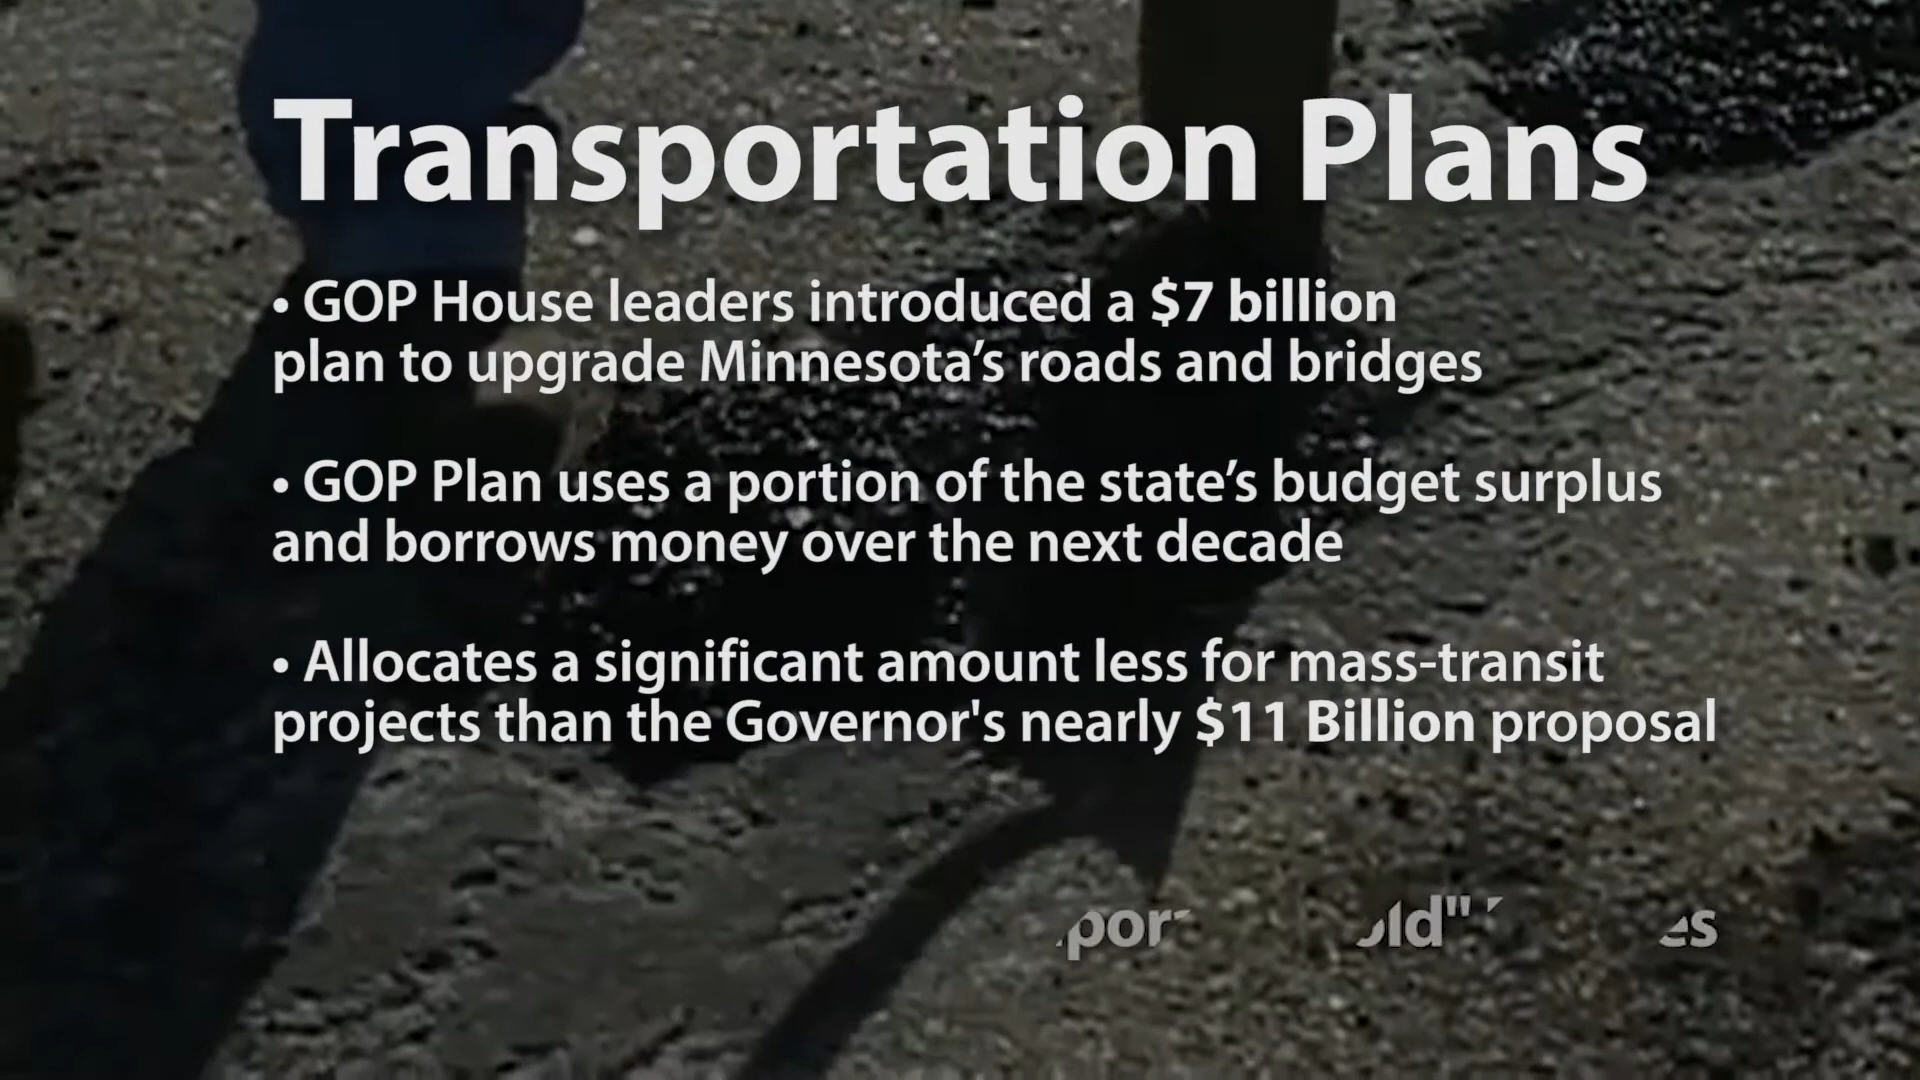 Transportation Plans
• GOP House leaders introduced a $7 billion
plan to upgrade Minnesota’s roads and bridges
• GOP Plan uses a portion of the state’s budget surplus
and borrows money over the next decade
• Allocates a significant amount less for mass-transit
projects than the Governor's nearly $11 Billion proposal